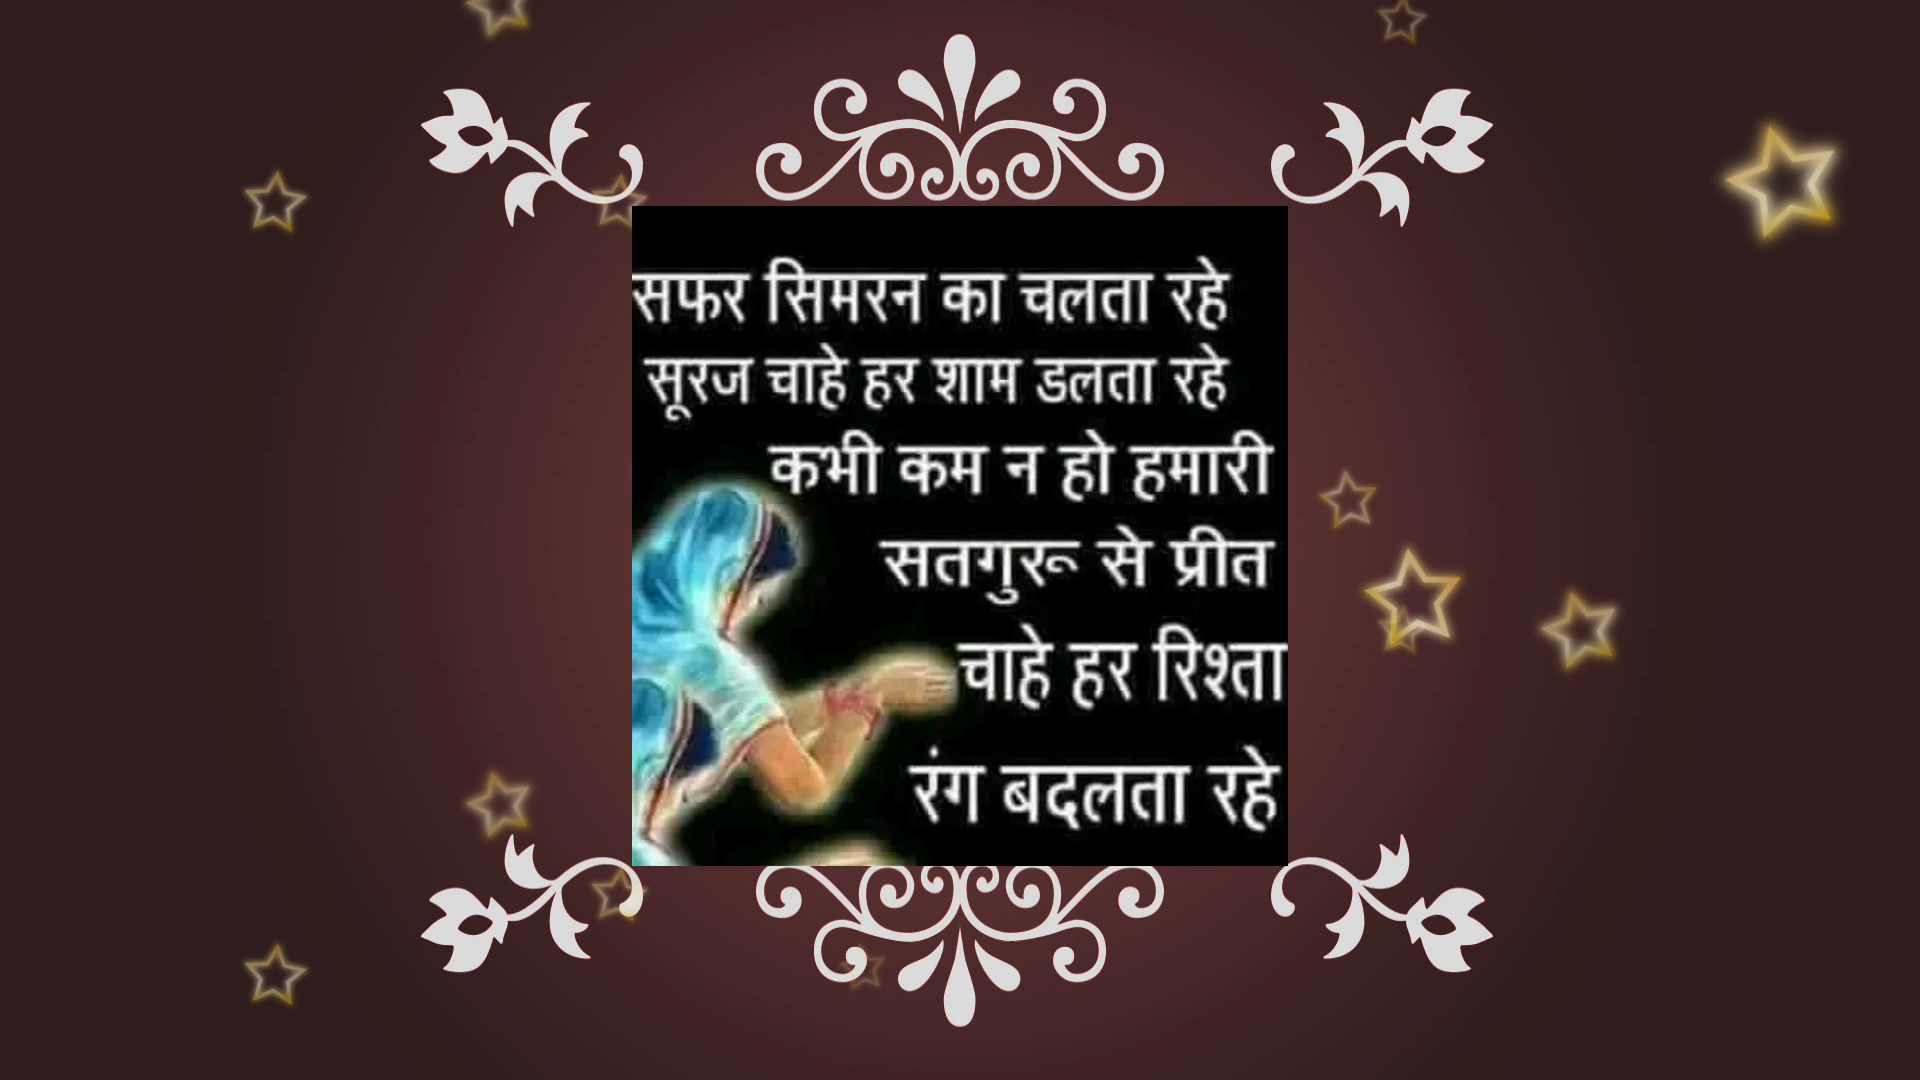 सफर सिमरन का चलता रहे
सूरज चाहे हर शाम डलता रहे
कभी कम न हो हमारी
सतगुरू से प्रीत
चाहे हर रिश्ता
रंग बदलता रहे